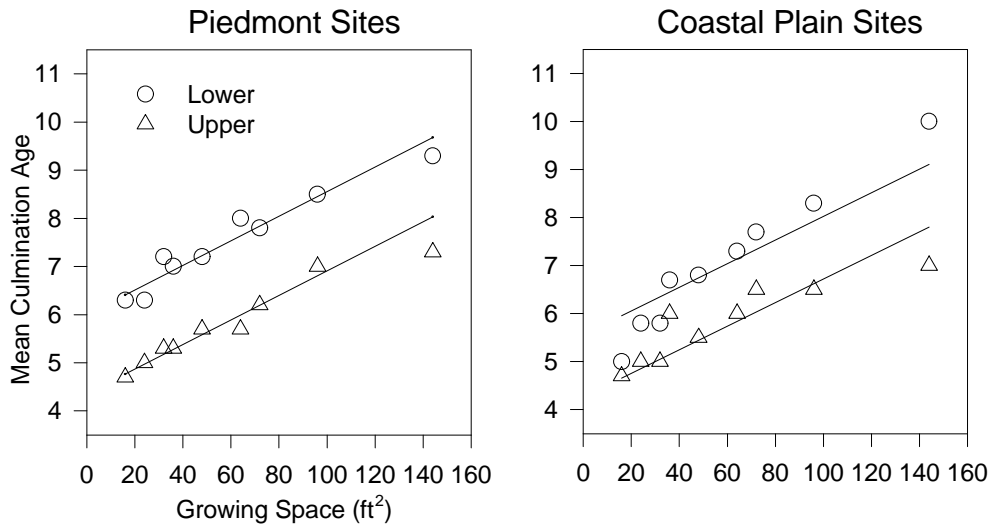 Piedmont Sites
Coastal Plain Sites
11
10
9
8
7
6
5
4
Mean Culmination Age
Lower
Upper
0 20 40 60 80 100 120 140 160
Growing Space (ft²)
11
10
9
8
7
6
5
4
0 20 40 60 80 100 120 140 160